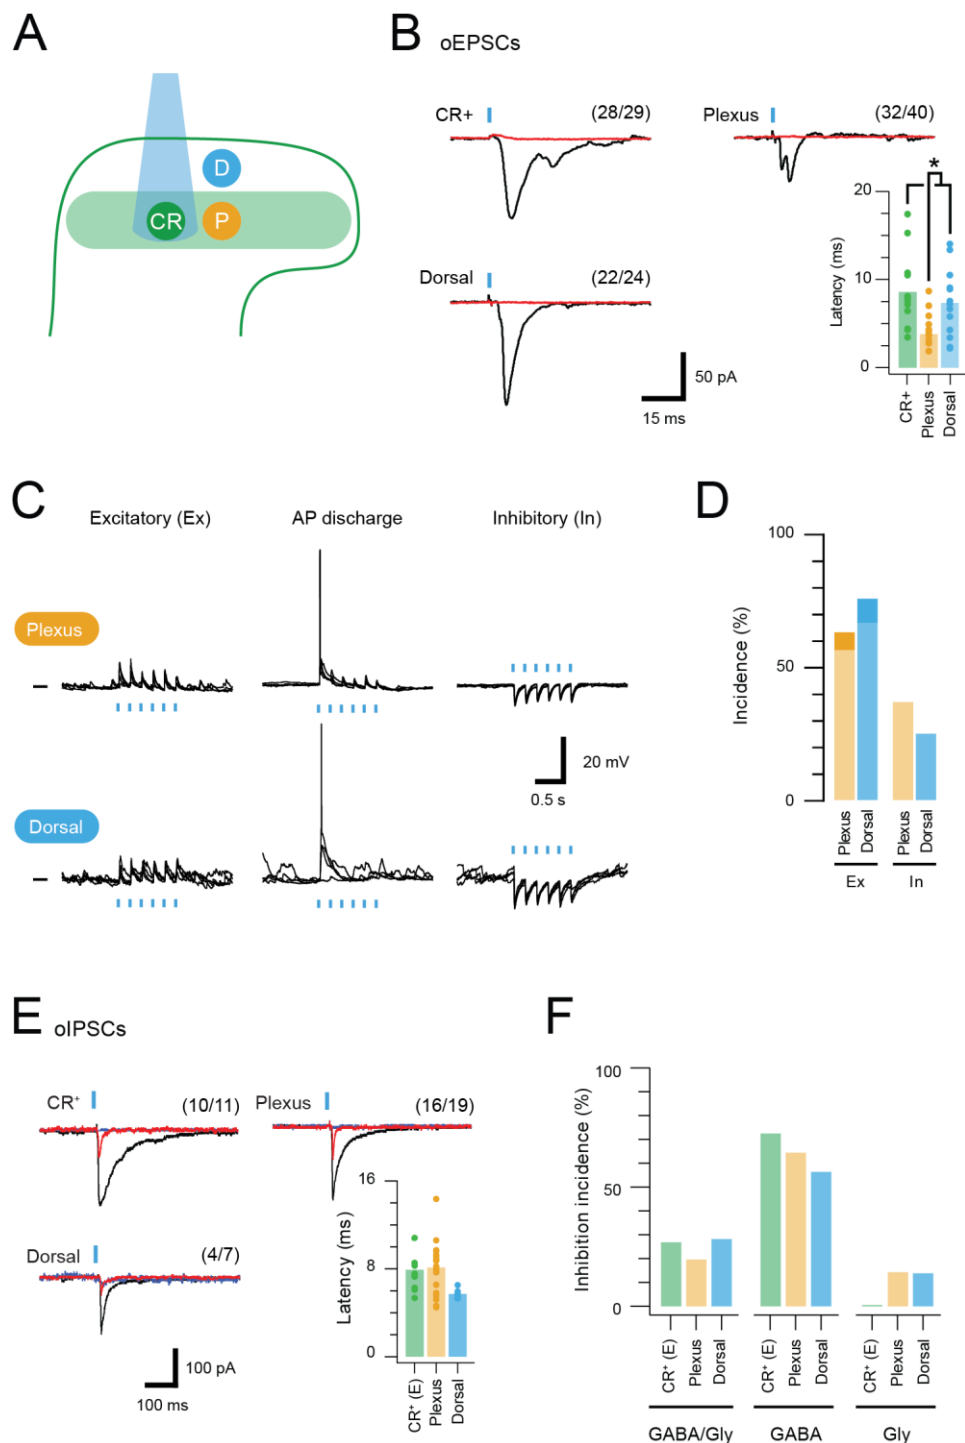 A
D
CR
P
B oEPSCs
CR+ (28/29)
Plexus (32/40)
Dorsal (22/24)
50 pA
15 ms
*
20
10
0
Latency (ms)
CR+
Plexus
Dorsal
C
Excitatory (Ex) AP discharge Inhibitory (In)
Plexus
20 mV
0.5 s
Dorsal
D
100
50
0
Incidence (%)
Plexus
Dorsal
Plexus
Dorsal
Ex In
E oIPSCs
CR⁺ (10/11)
Plexus (16/19)
Dorsal (4/7)
100 pA
100 ms
16
8
0
Latency (ms)
CR⁺ (E)
Plexus
Dorsal
F
100
50
0
Inhibition incidence (%)
CR⁺ (E)
Plexus
Dorsal
CR⁺ (E)
Plexus
Dorsal
CR⁺ (E)
Plexus
Dorsal
GABA/Gly GABA Gly